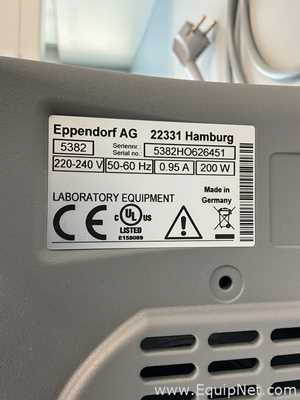 Eppendorf AG 22331 Hamburg
5382 Seriennr. Serial no. 5382HO626451
220-240 V 50-60 Hz 0.95 A 200 W
LABORATORY EQUIPMENT
Made in
Germany
CE c UL US
LISTED
E158089
EquipNet
www.EquipNet.com